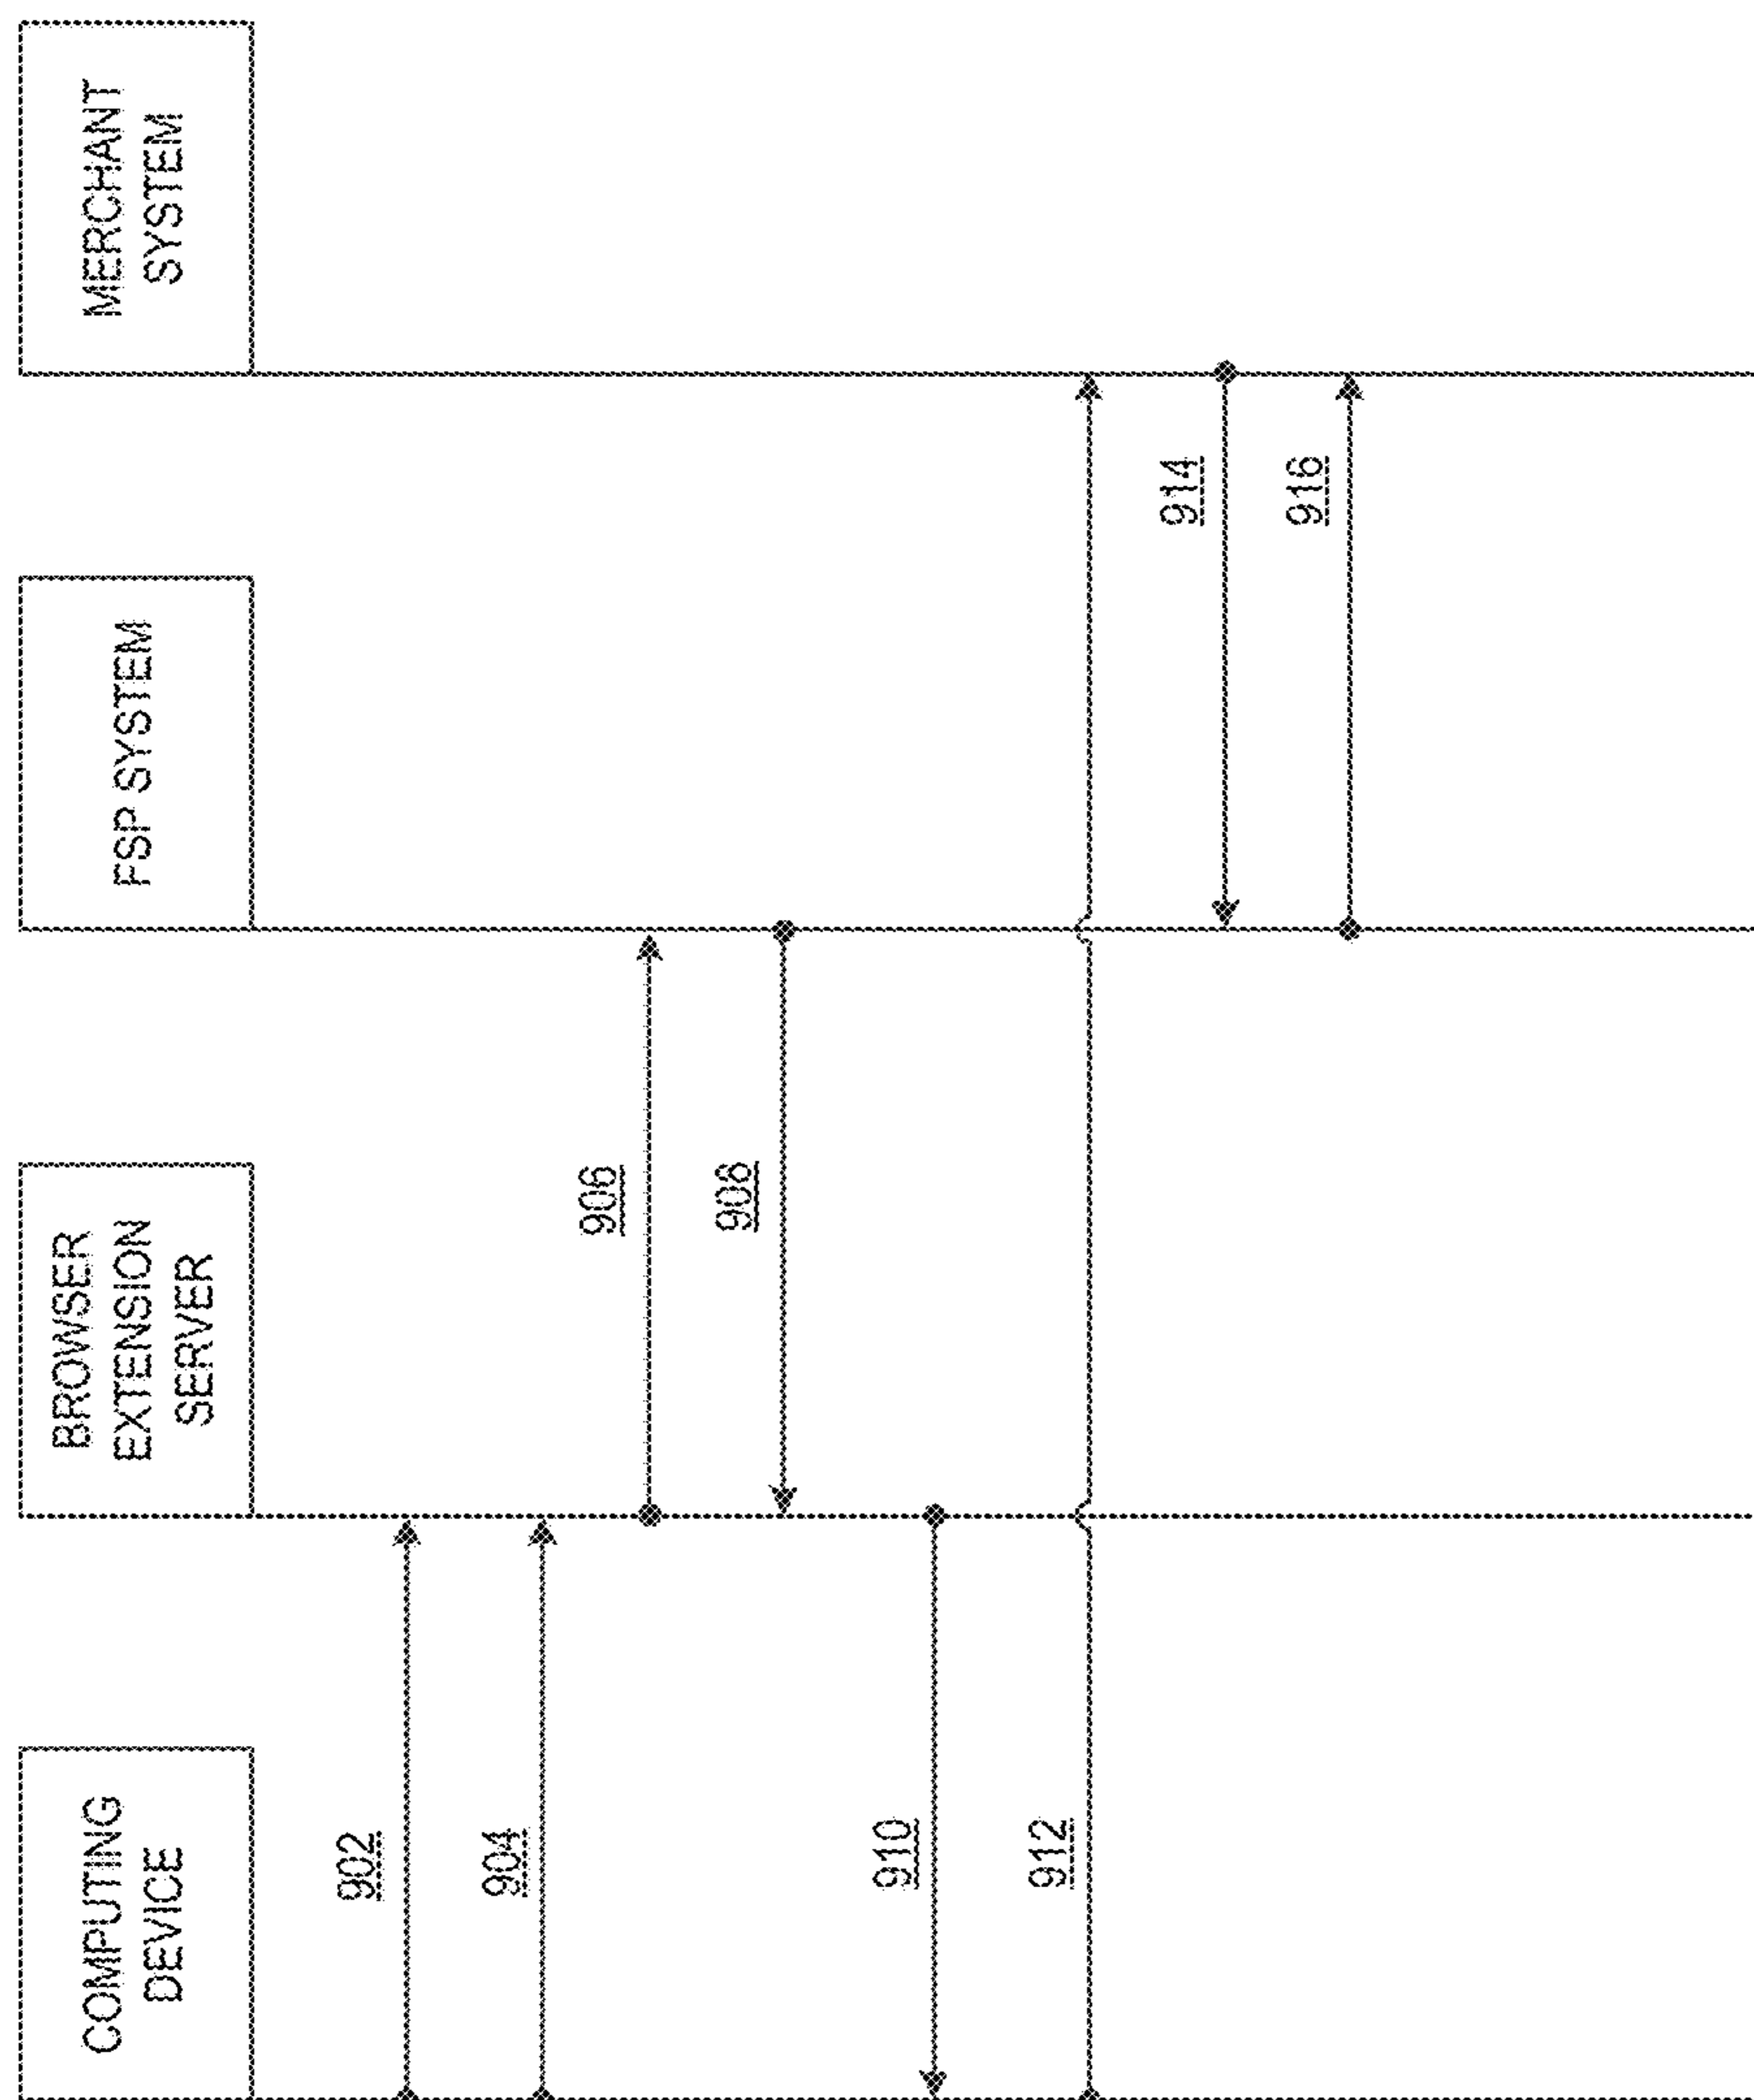 COMPUTING
DEVICE
BROWSER
EXTENSION
SERVER
FSP SYSTEM
MERCHANT
SYSTEM
902
904
906
908
910
912
914
916